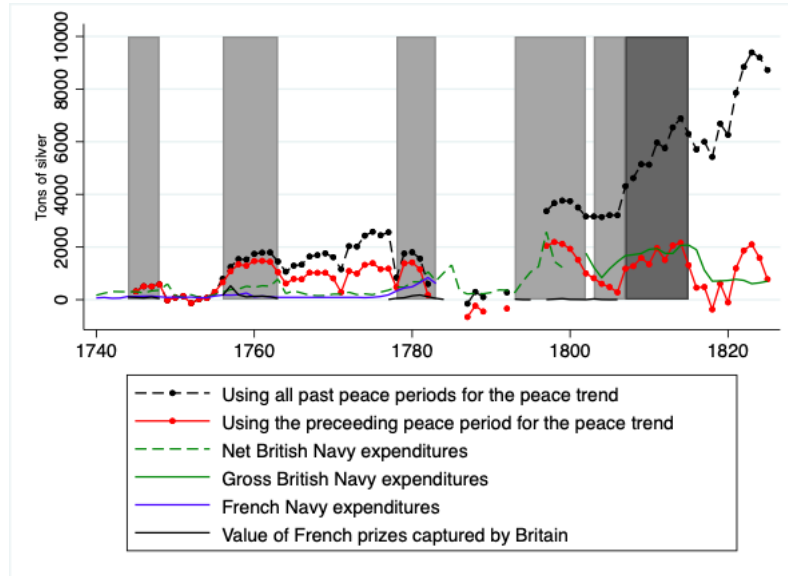 10000
8000
6000
4000
2000
0
Tons of silver
1740
1760
1780
1800
1820
Using all past peace periods for the peace trend
Using the preceeding peace period for the peace trend
Net British Navy expenditures
Gross British Navy expenditures
French Navy expenditures
Value of French prizes captured by Britain